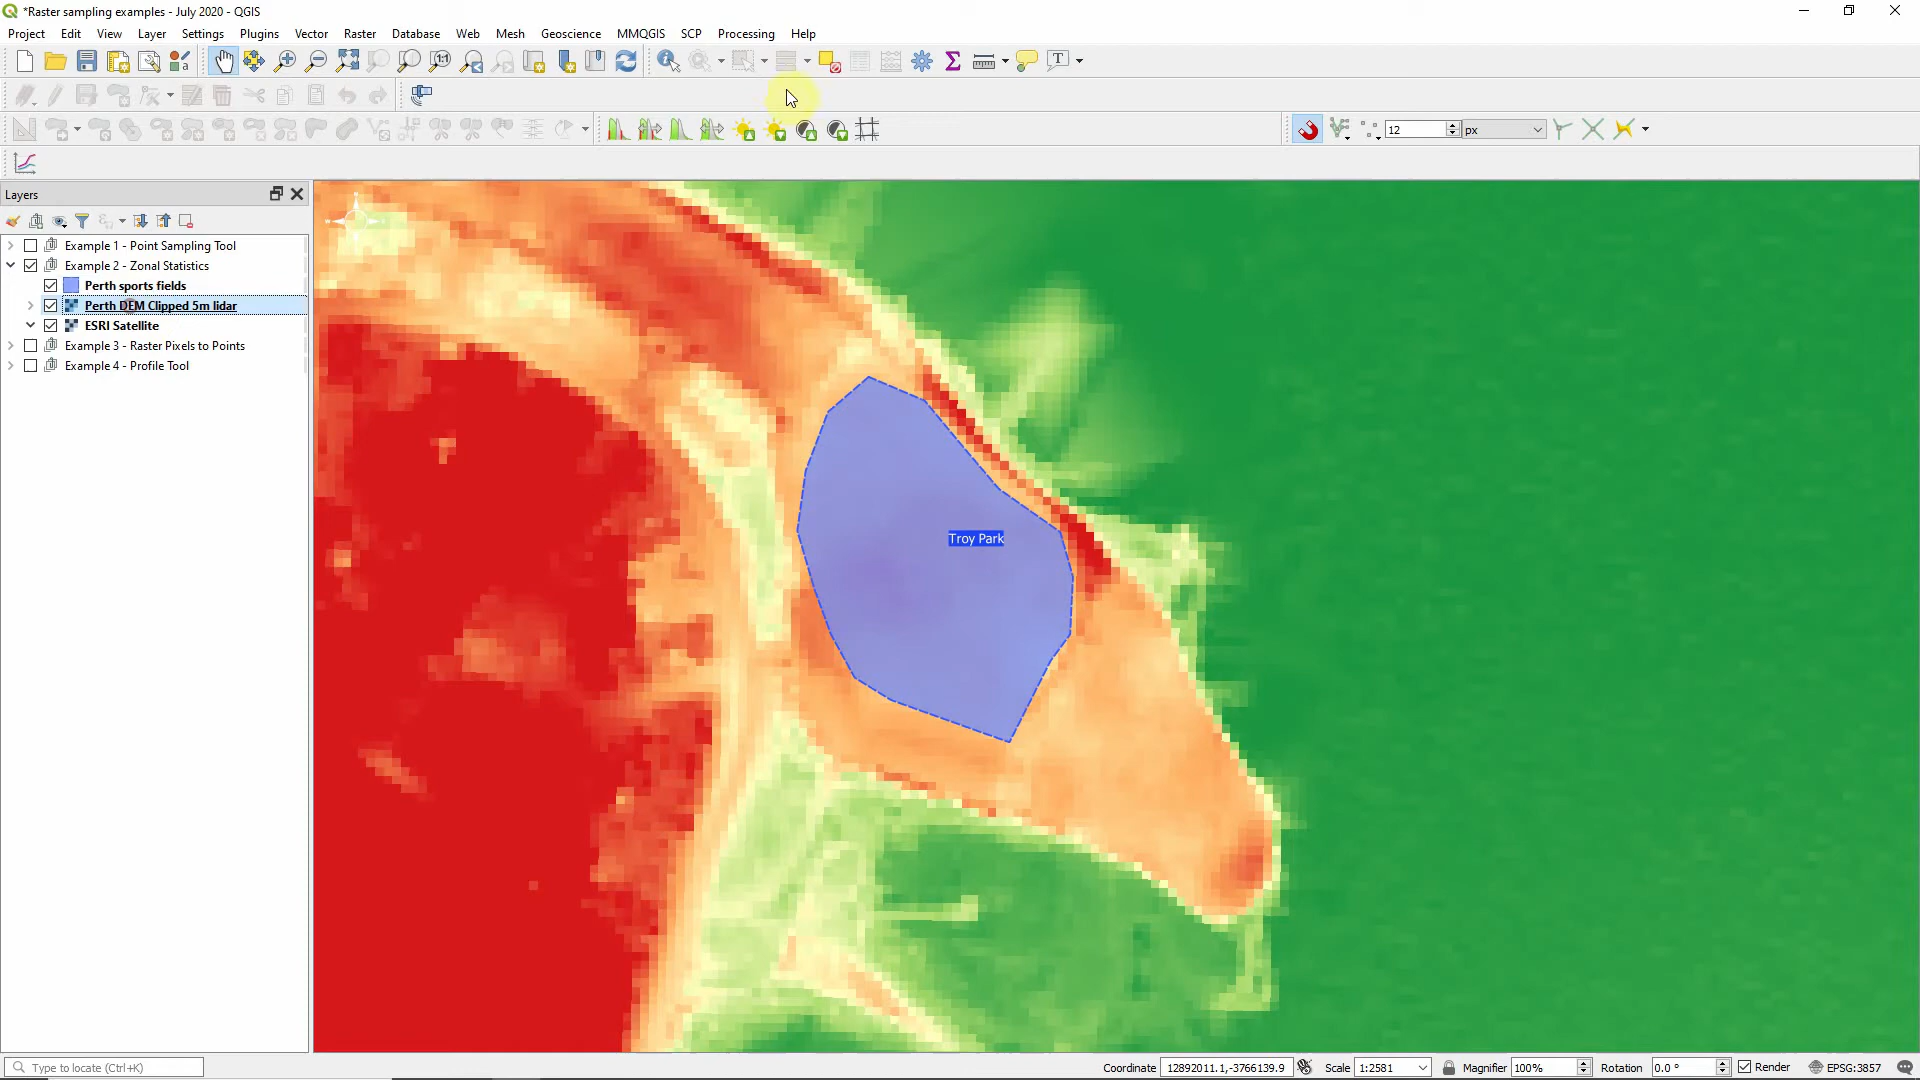 *Raster sampling examples - July 2020 - QGIS
Project Edit View Layer Settings Plugins Vector Raster Database Web Mesh Geoscience MMQGIS SCP Processing Help
12 px
Layers
Example 1 - Point Sampling Tool
Example 2 - Zonal Statistics
Perth sports fields
Perth DEM Clipped 5m lidar
ESRI Satellite
Example 3 - Raster Pixels to Points
Example 4 - Profile Tool
Troy Park
Type to locate (Ctrl+K) Coordinate 12892011.1,-3766139.9 Scale 1:2581 Magnifier 100% Rotation 0.0 ° Render EPSG:3857